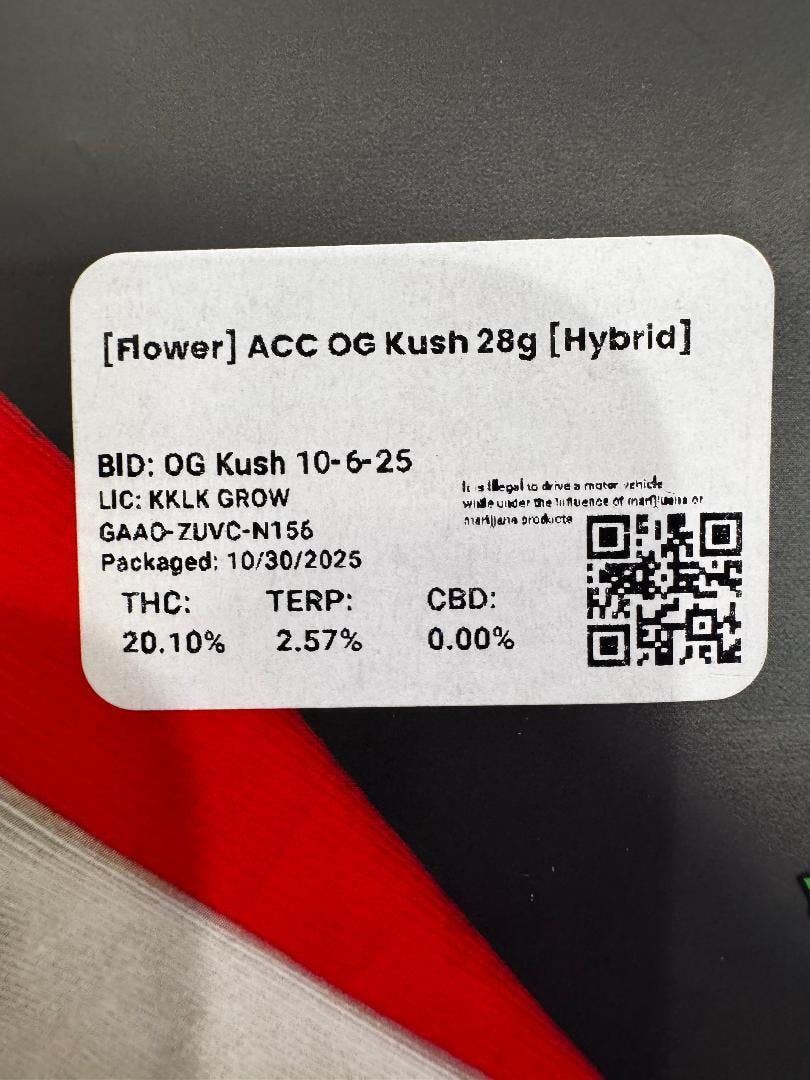 [Flower] ACC OG Kush 28g [Hybrid]
BID: OG Kush 10-6-25
LIC: KKLK GROW
GAAO-ZUVC-N156
Packaged: 10/30/2025
It is illegal to drive a motor vehicle
while under the influence of marijuana or
marijuana products
THC: TERP: CBD:
20.10% 2.57% 0.00%